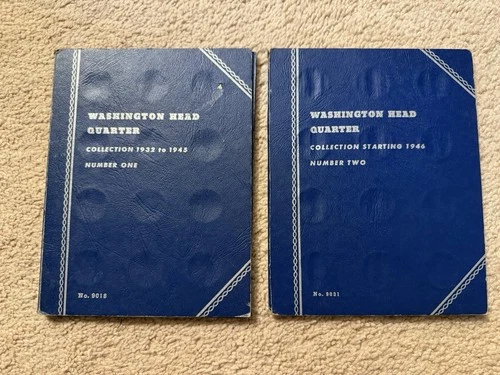 WASHINGTON HEAD
QUARTER
COLLECTION 1932 to 1945
NUMBER ONE
No. 9018
WASHINGTON HEAD
QUARTER
COLLECTION STARTING 1946
NUMBER TWO
No. 9031